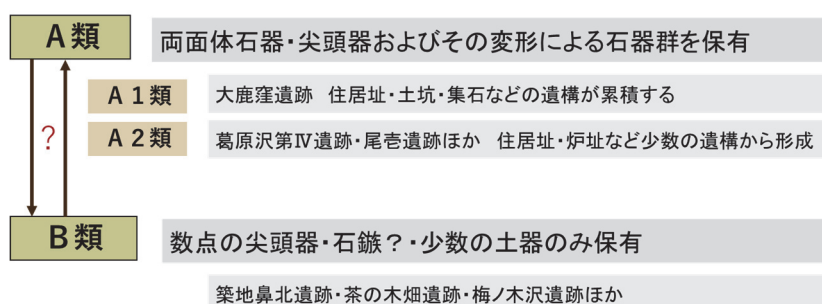 A類
両面体石器・尖頭器およびその変形による石器群を保有
A1類
大鹿窪遺跡 住居址・土坑・集石などの遺構が累積する
?
A2類
葛原沢第Ⅳ遺跡・尾壱遺跡ほか 住居址・炉址など少数の遺構から形成
B類
数点の尖頭器・石鏃？・少数の土器のみ保有
築地鼻北遺跡・茶の木畑遺跡・梅ノ木沢遺跡ほか